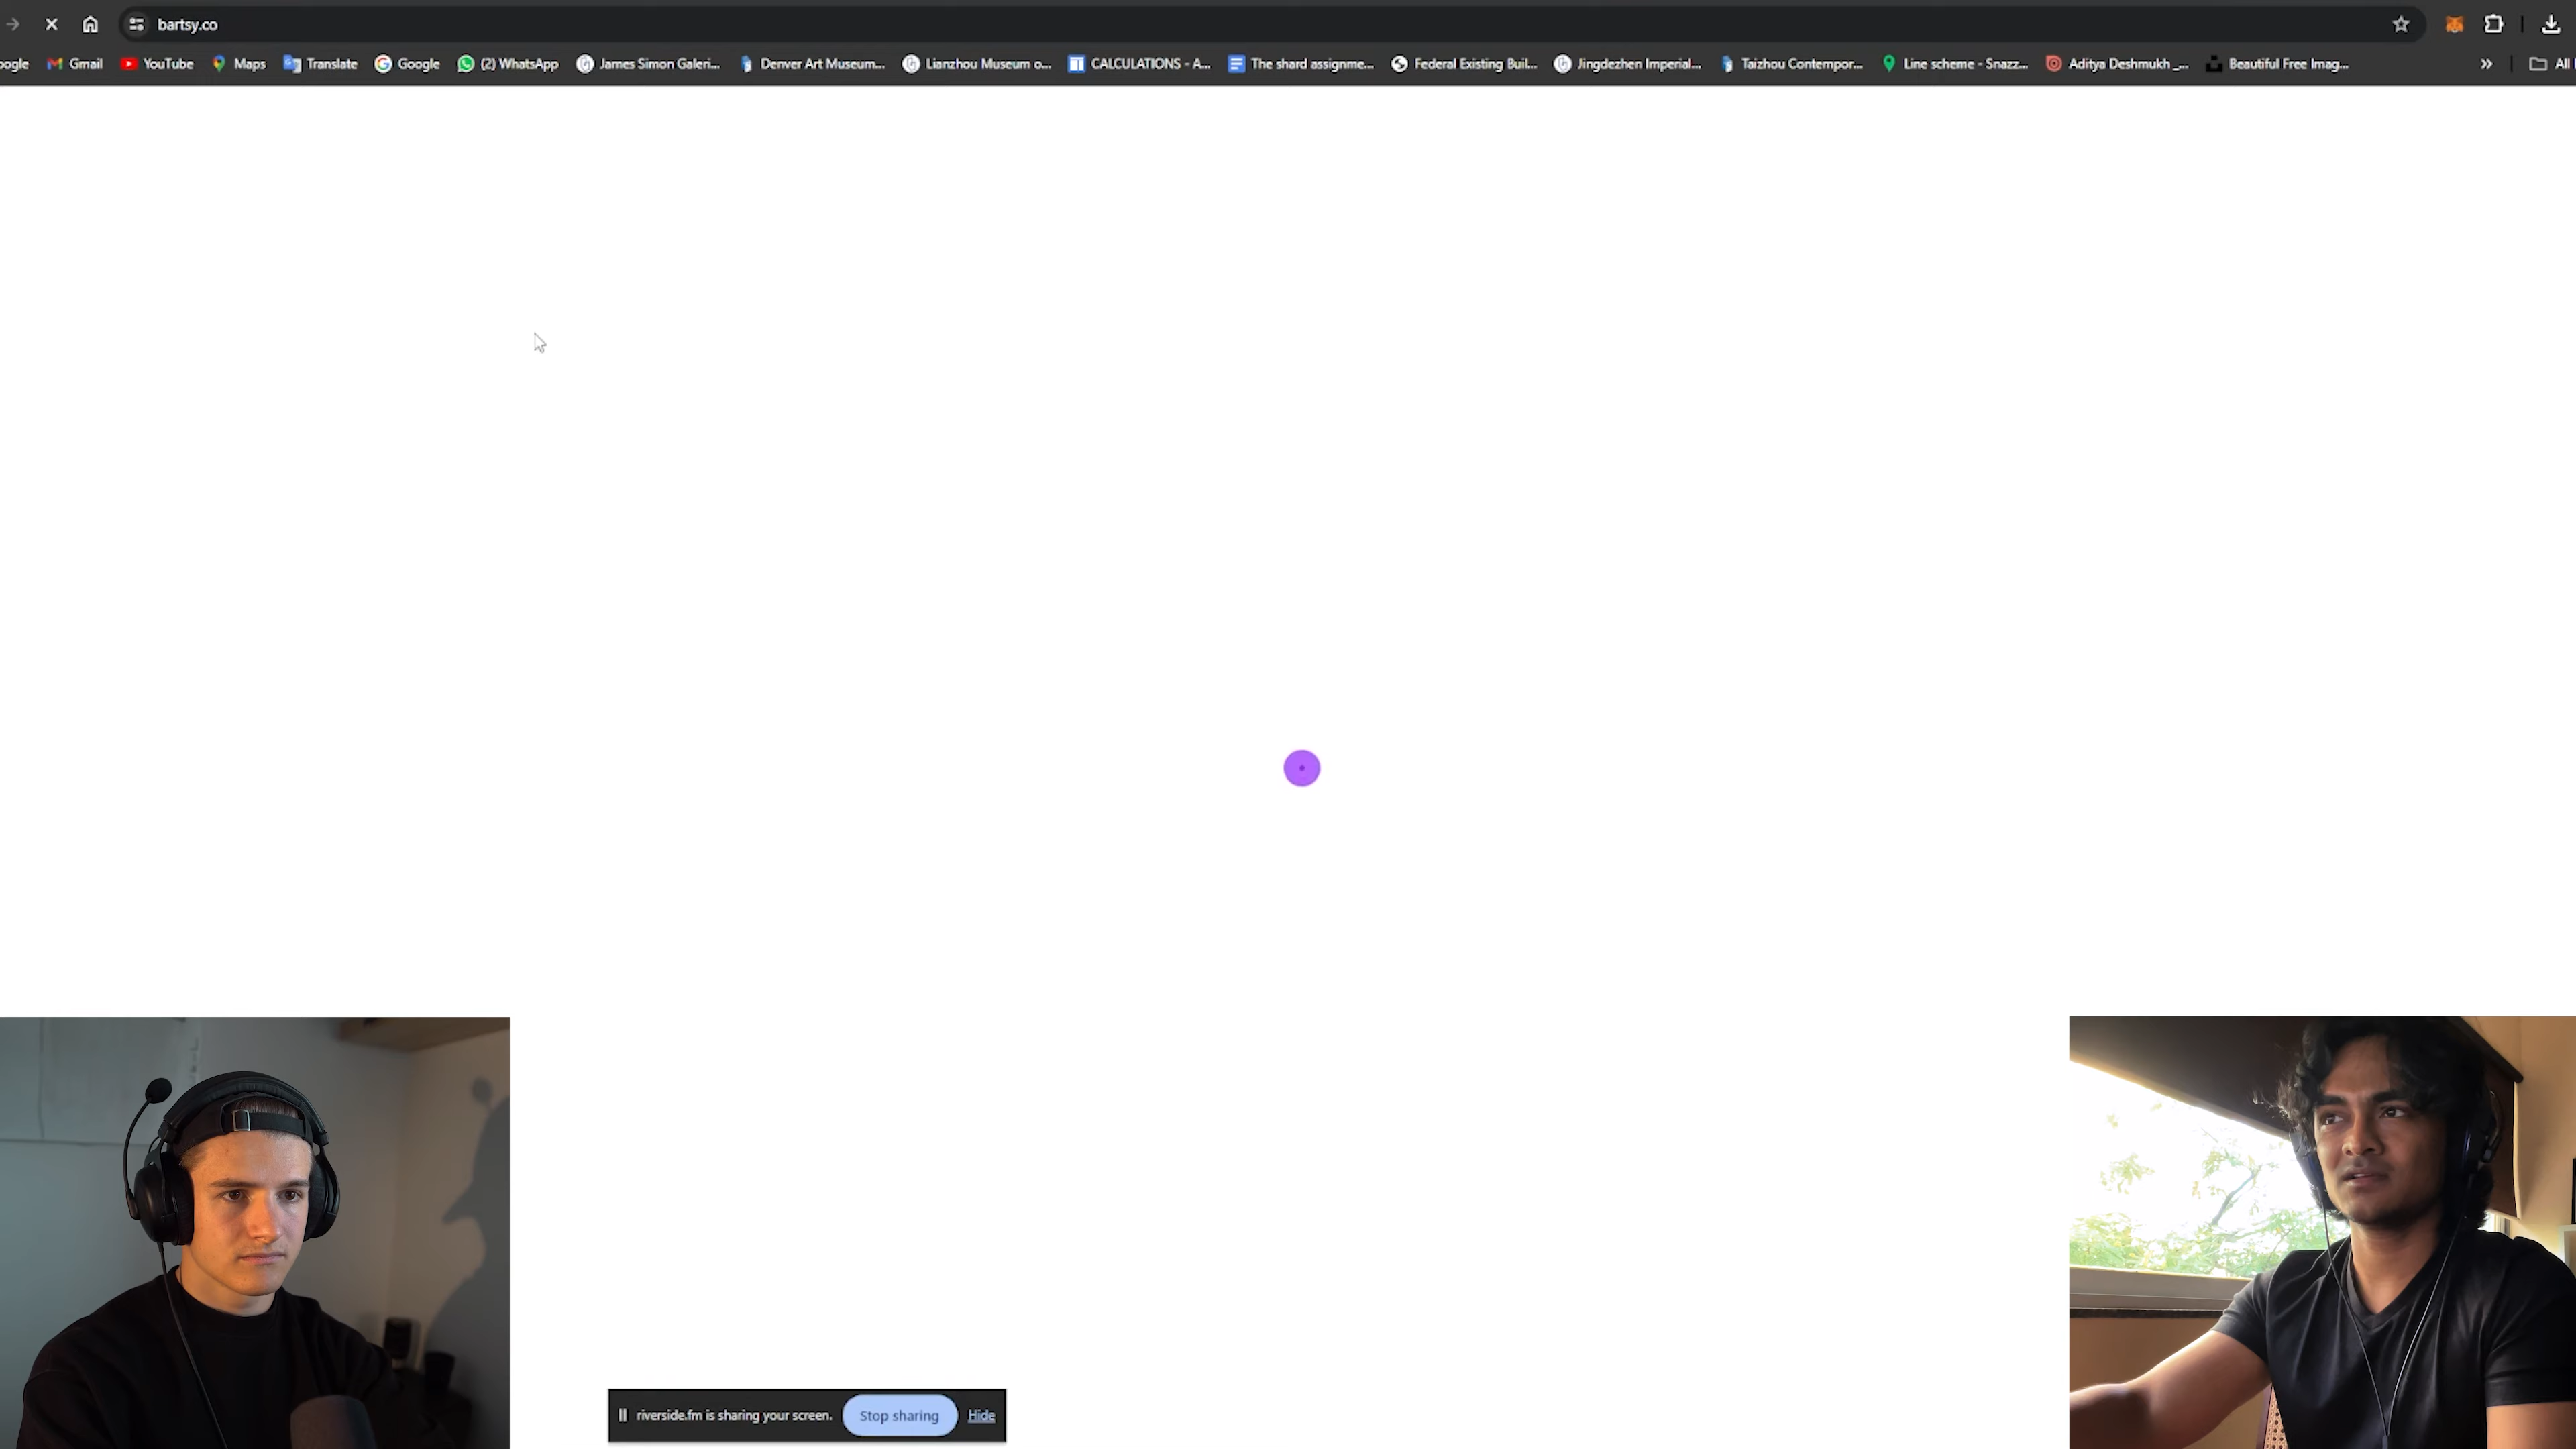 bartsy.co
oogle Gmail YouTube Maps Translate Google (2) WhatsApp James Simon Galeri... Denver Art Museum... Lianzhou Museum o... CALCULATIONS - A... The shard assignme... Federal Existing Buil... Jingdezhen Imperial... Taizhou Contempor... Line scheme - Snazz... Aditya Deshmukh _... Beautiful Free Imag... » All
riverside.fm is sharing your screen. Stop sharing Hide